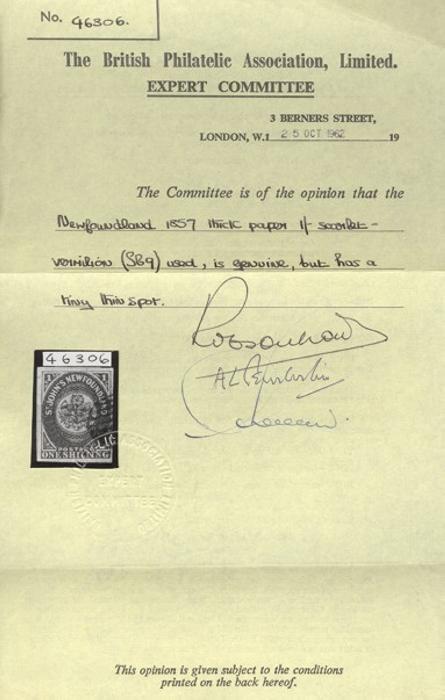 No. 46306.
The British Philatelic Association, Limited.
EXPERT COMMITTEE
3 BERNERS STREET,
LONDON, W.1 25 OCT 1962 19
The Committee is of the opinion that the
Newfoundland 1857 thick paper 1/- scarlet-
vermilion (SG9) used, is genuine, but has a
tiny thin spot.
46306
ST. JOHN'S NEWFOUNDLAND
POSTAGE
ONE SHILLING
EXPERT
COMMITTEE
This opinion is given subject to the conditions
printed on the back hereof.